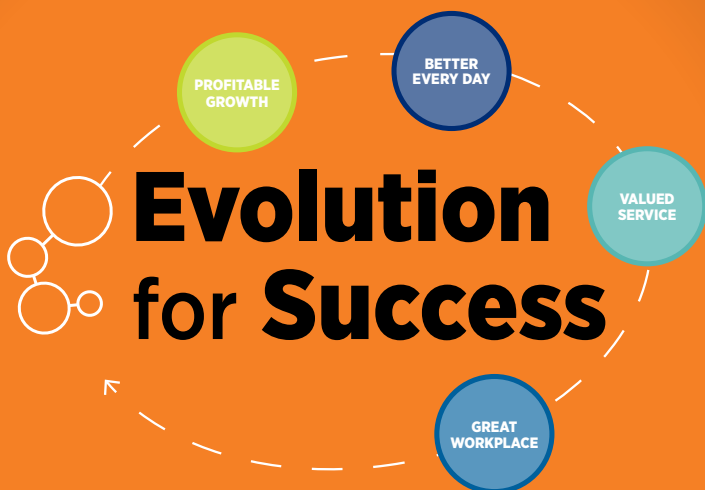 PROFITABLE
GROWTH
BETTER
EVERY DAY
VALUED
SERVICE
Evolution
for Success
GREAT
WORKPLACE